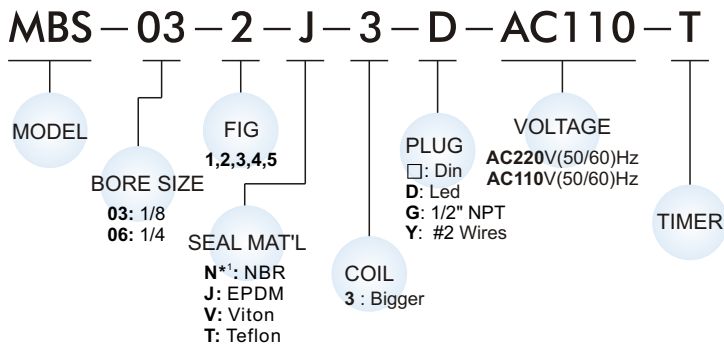 MBS－03－2－J－3－D－AC110－T
MODEL
BORE SIZE
03: 1/8
06: 1/4
FIG
1,2,3,4,5
SEAL MAT'L
N*¹: NBR
J: EPDM
V: Viton
T: Teflon
COIL
3 : Bigger
PLUG
□: Din
D: Led
G: 1/2" NPT
Y: #2 Wires
VOLTAGE
AC220V(50/60)Hz
AC110V(50/60)Hz
TIMER